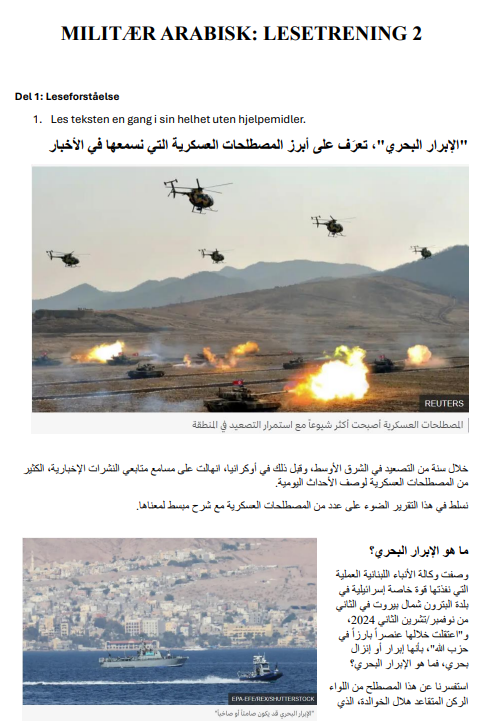 MILITÆR ARABISK: LESETRENING 2
Del 1: Leseforståelse
1. Les teksten en gang i sin helhet uten hjelpemidler.
"الإبرار البحري"، تعرَف على أبرز المصطلحات العسكرية التي نسمعها في الأخبار
REUTERS
المصطلحات العسكرية أصبحت أكثر شيوعاً مع استمرار التصعيد في المنطقة
خلال سنة من التصعيد في الشرق الأوسط، وقبل ذلك في أوكرانيا، انهالت على مسامع متابعي النشرات الإخبارية، الكثير
من المصطلحات العسكرية لوصف الأحداث اليومية.
نسلط في هذا التقرير الضوء على عدد من المصطلحات العسكرية مع شرح مبسط لمعناها.
ما هو الإبرار البحري؟
وصفت وكالة الأنباء اللبنانية العملية
التي نفذتها قوة خاصة إسرائيلية في
بلدة البترون شمال بيروت في الثاني
من نوفمبر/تشرين الثاني 2024،
و"اعتقلت خلالها عنصراً بارزاً في
حزب الله"، بأنها إبرار أو إنزال
بحري، فما هو الإبرار البحري؟
استفسرنا عن هذا المصطلح من اللواء
الركن المتقاعد هلال الخوالدة، الذي
EPA-EFE/REX/SHUTTERSTOCK
"الإبرار البحري قد يكون صامتاً أو صاخباً"